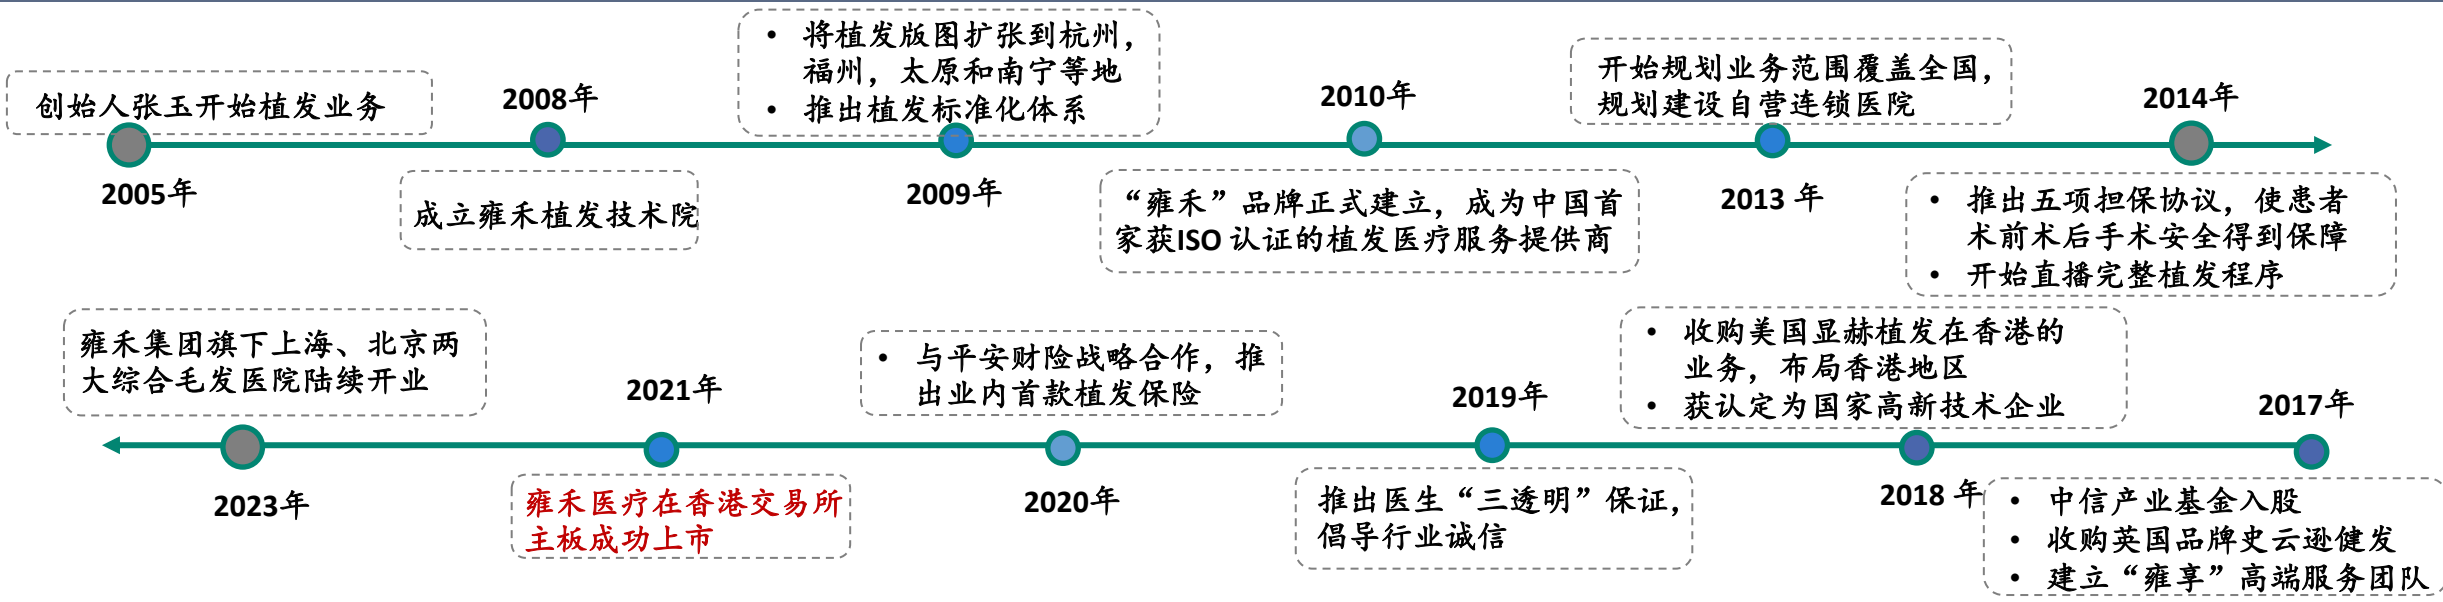 创始人张玉开始植发业务
2005年
2008年
成立雍禾植发技术院
• 将植发版图扩张到杭州，
福州，太原和南宁等地
• 推出植发标准化体系
2009年
2010年
“雍禾”品牌正式建立，成为中国首
家获ISO 认证的植发医疗服务提供商
开始规划业务范围覆盖全国，
规划建设自营连锁医院
2013 年
2014年
• 推出五项担保协议，使患者
术前术后手术安全得到保障
• 开始直播完整植发程序
2017年
• 中信产业基金入股
• 收购英国品牌史云逊健发
• 建立“雍享”高端服务团队
• 收购美国显赫植发在香港的
业务，布局香港地区
• 获认定为国家高新技术企业
2018 年
2019年
推出医生“三透明”保证，
倡导行业诚信
• 与平安财险战略合作，推
出业内首款植发保险
2020年
2021年
雍禾医疗在香港交易所
主板成功上市
雍禾集团旗下上海、北京两
大综合毛发医院陆续开业
2023年